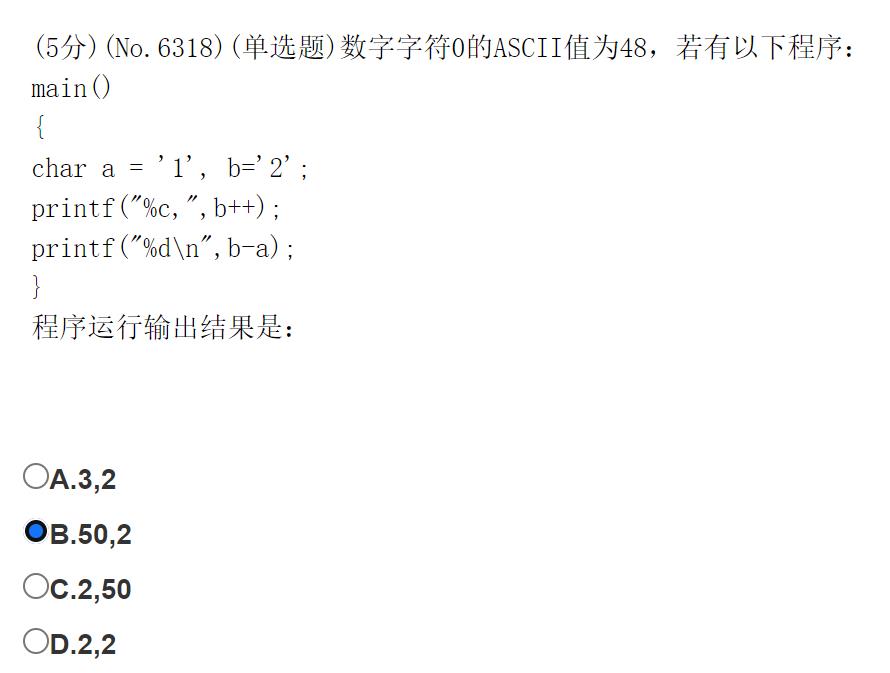 (5分)(No.6318)(单选题)数字字符0的ASCII值为48，若有以下程序：
main()
{
char a = '1', b='2';
printf("%c,",b++);
printf("%d\n",b-a);
}
程序运行输出结果是：
A.3,2
B.50,2
C.2,50
D.2,2